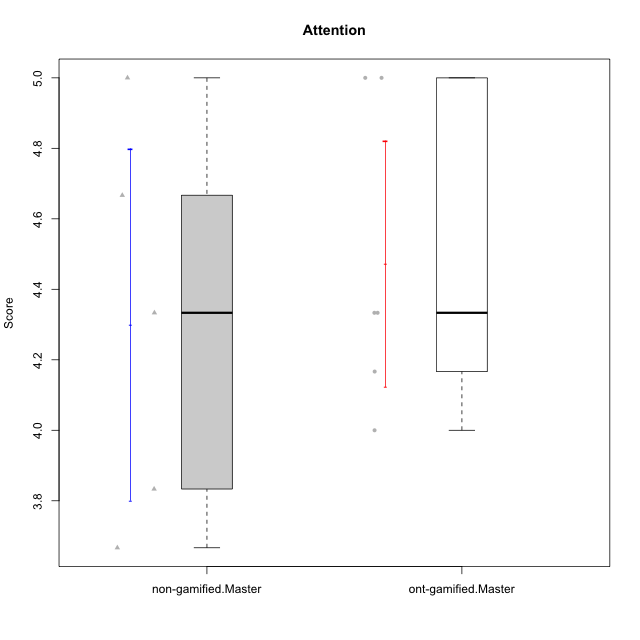 Attention
Score
5.0
4.8
4.6
4.4
4.2
4.0
3.8
non-gamified.Master
ont-gamified.Master